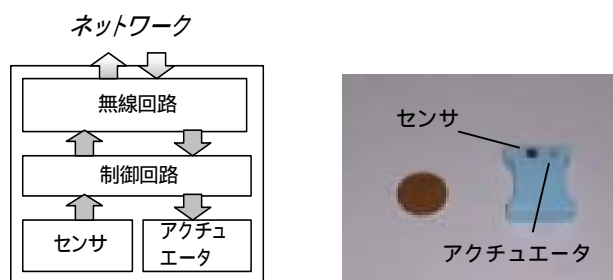 ネットワーク
無線回路
制御回路
センサ
アクチュ
エータ
センサ
アクチュエータ